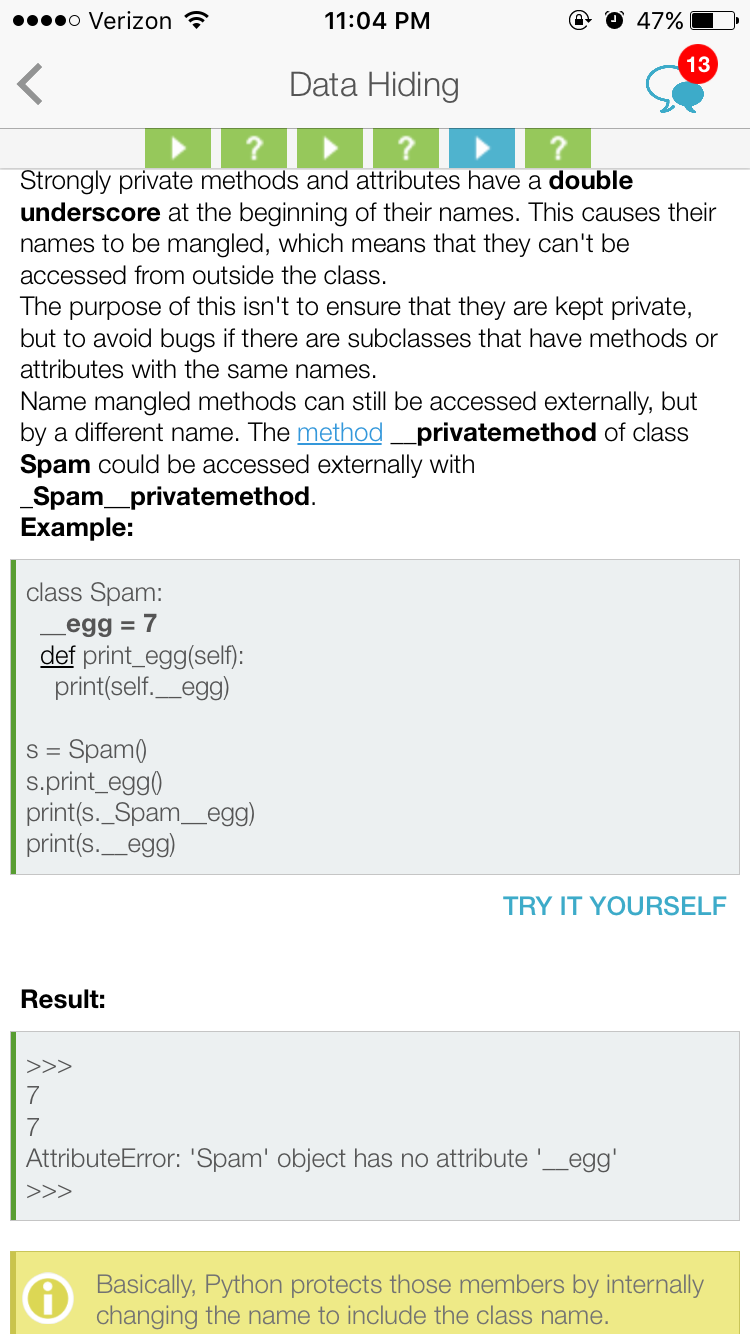 Verizon 11:04 PM 47%
Data Hiding 13
? ? ?
Strongly private methods and attributes have a double
underscore at the beginning of their names. This causes their
names to be mangled, which means that they can't be
accessed from outside the class.
The purpose of this isn't to ensure that they are kept private,
but to avoid bugs if there are subclasses that have methods or
attributes with the same names.
Name mangled methods can still be accessed externally, but
by a different name. The method __privatemethod of class
Spam could be accessed externally with
_Spam__privatemethod.
Example:
class Spam:
__egg = 7
def print_egg(self):
print(self.__egg)
s = Spam()
s.print_egg()
print(s._Spam__egg)
print(s.__egg)
TRY IT YOURSELF
Result:
>>>
7
7
AttributeError: 'Spam' object has no attribute '__egg'
>>>
Basically, Python protects those members by internally
changing the name to include the class name.